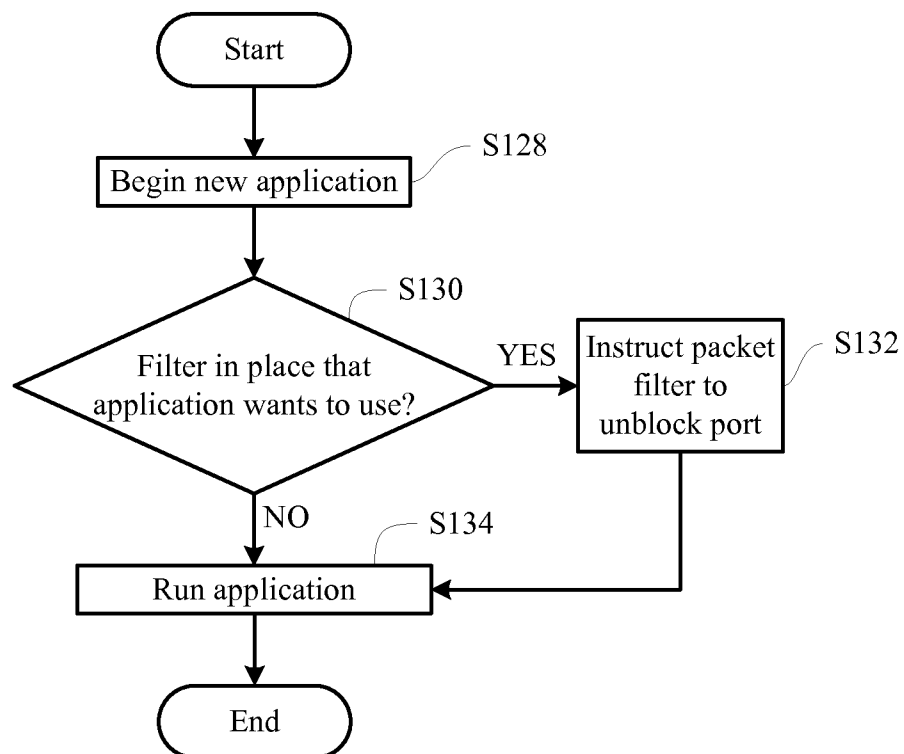 Start
S128
Begin new application
S130
Filter in place that
application wants to use?
YES
Instruct packet
filter to
unblock port
S132
NO
S134
Run application
End